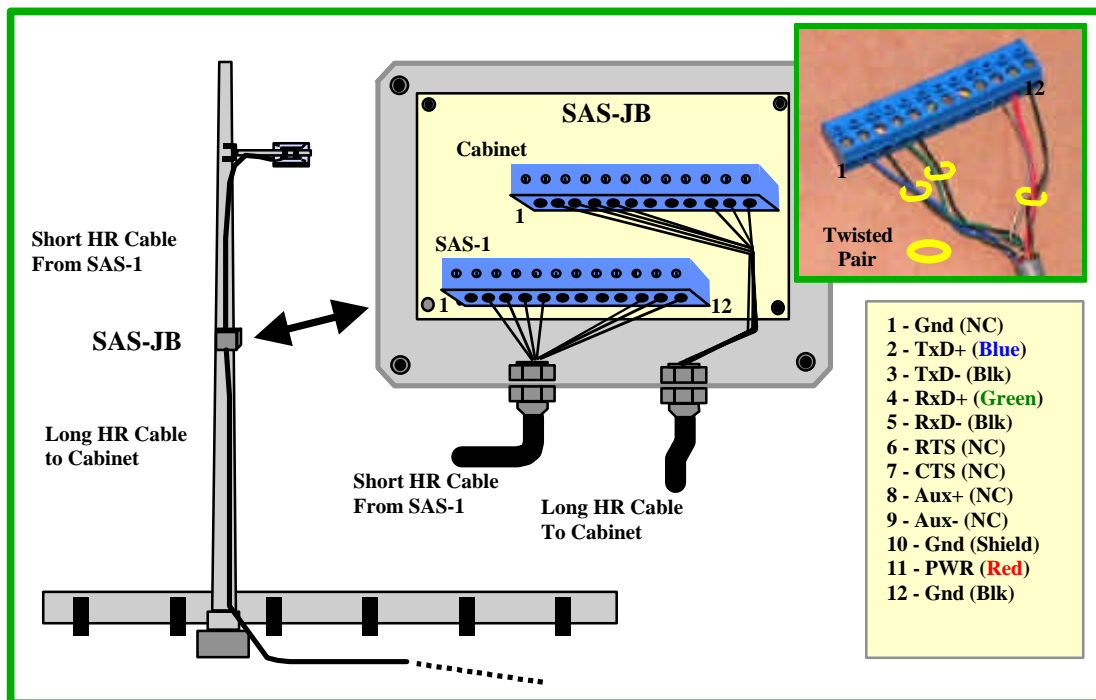 SAS-JB
Cabinet
1
SAS-1
1
12
12
1
Twisted
Pair
Short HR Cable
From SAS-1
SAS-JB
Long HR Cable
to Cabinet
Short HR Cable
From SAS-1
Long HR Cable
To Cabinet
1 - Gnd (NC)
2 - TxD+ (Blue)
3 - TxD- (Blk)
4 - RxD+ (Green)
5 - RxD- (Blk)
6 - RTS (NC)
7 - CTS (NC)
8 - Aux+ (NC)
9 - Aux- (NC)
10 - Gnd (Shield)
11 - PWR (Red)
12 - Gnd (Blk)